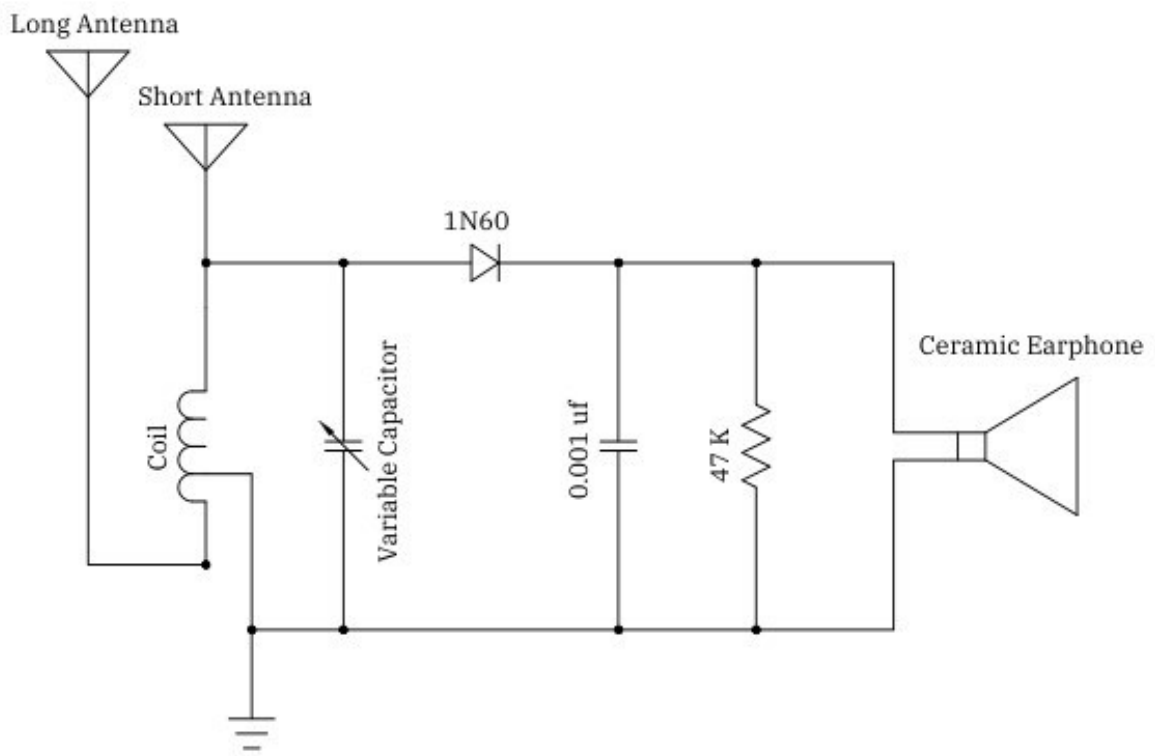 Long Antenna
Short Antenna
1N60
Ceramic Earphone
Coil
Variable Capacitor
0.001 uf
47 K